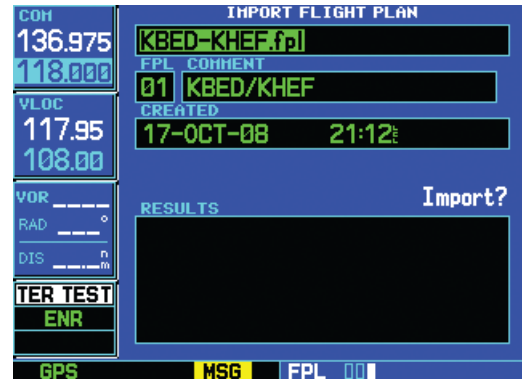 COM
136.975
118.000
VLOC
117.95
108.00
VOR
RAD °
DIS . nm
TER TEST
ENR
IMPORT FLIGHT PLAN
KBED-KHEF.fpl
FPL COMMENT
01 KBED/KHEF
CREATED
17-OCT-08 21:12
Import?
RESULTS
GPS MSG FPL